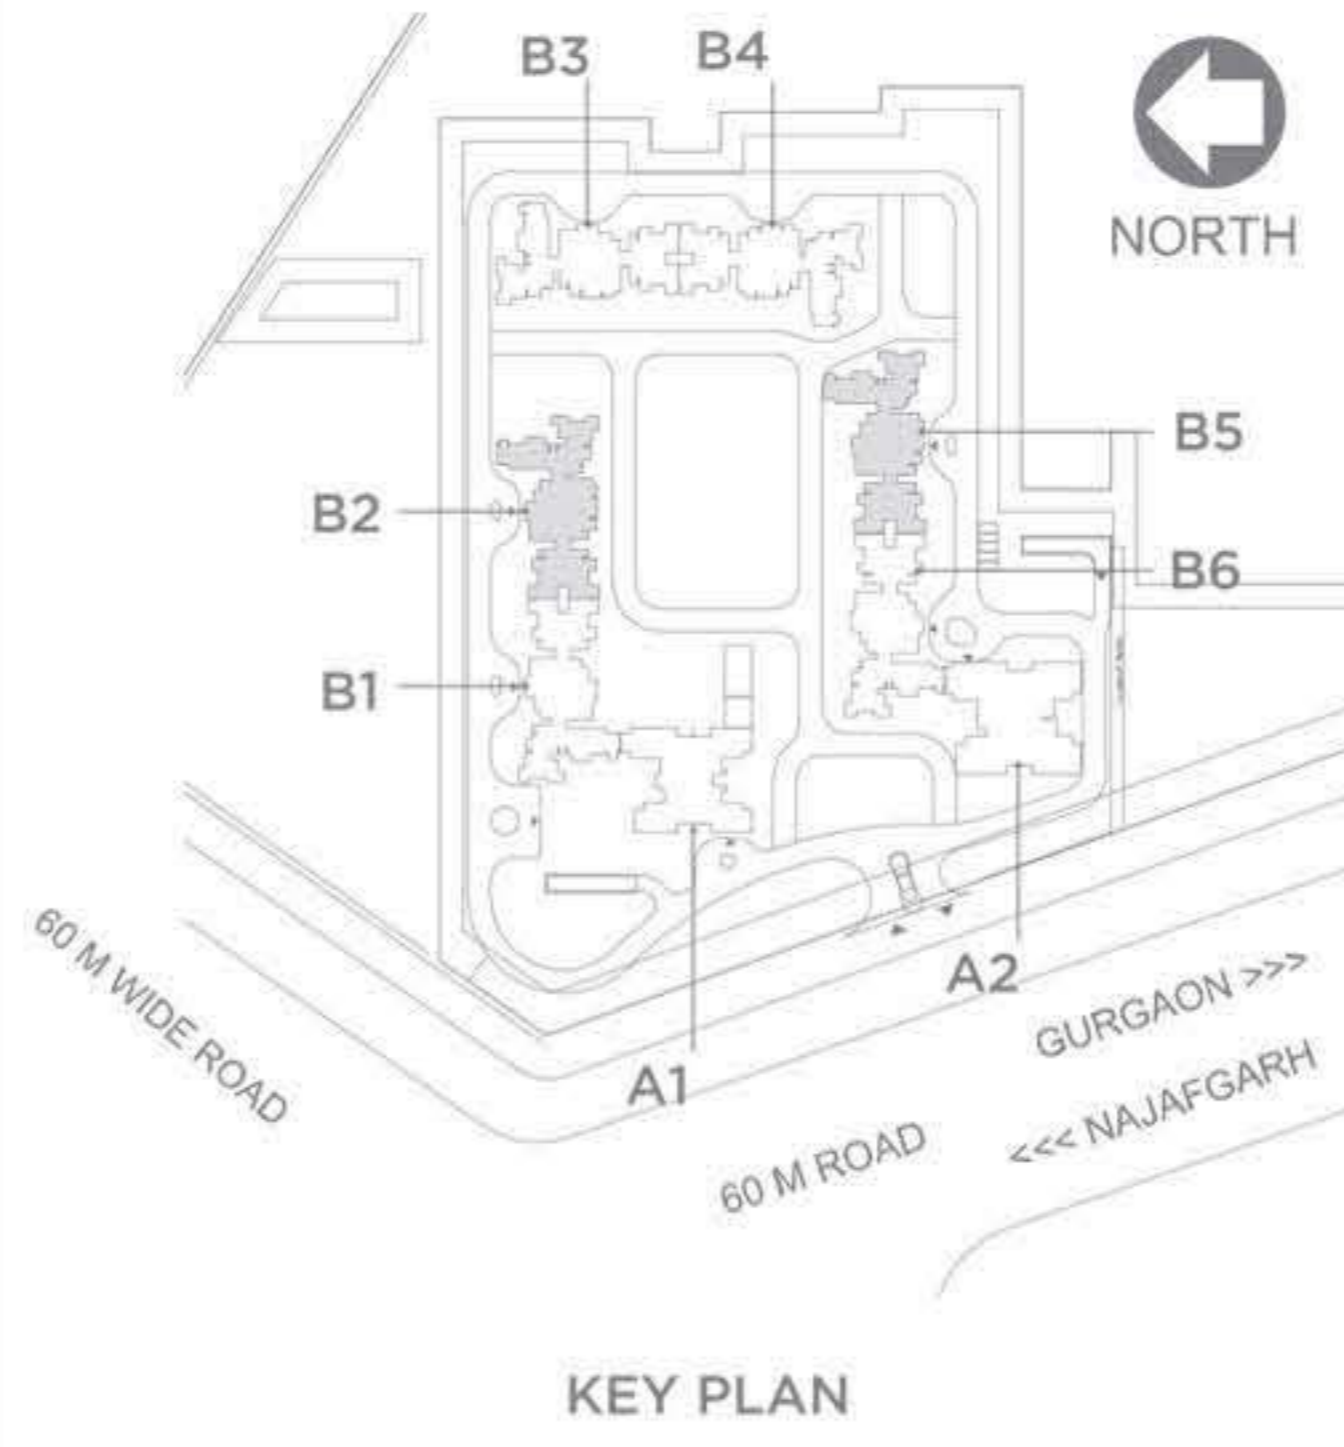 B3
B4
NORTH
B5
B2
B6
B1
A2
60 M WIDE ROAD
GURGAON >>>
A1
<<< NAJAFGARH
60 M ROAD
KEY PLAN